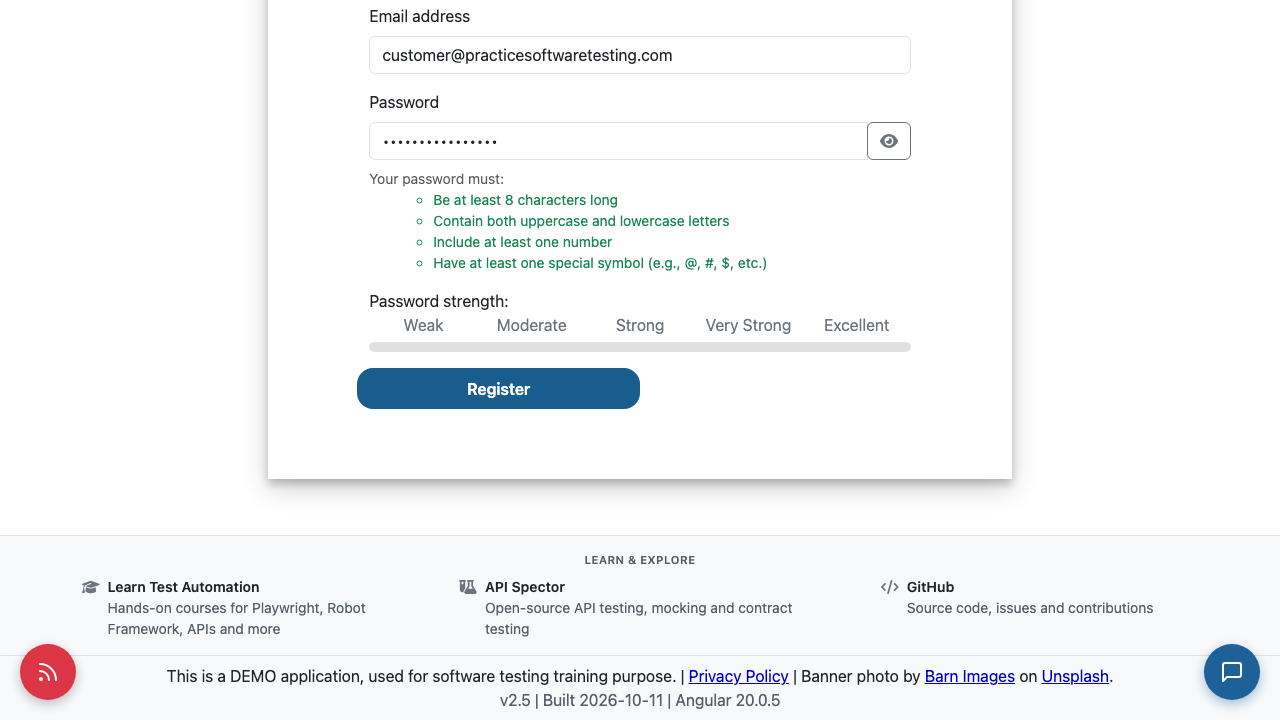 Email address
customer@practicesoftwaretesting.com
Password
••••••••••••••••
Your password must:
Be at least 8 characters long
Contain both uppercase and lowercase letters
Include at least one number
Have at least one special symbol (e.g., @, #, $, etc.)
Password strength:
Weak Moderate Strong Very Strong Excellent
Register
LEARN & EXPLORE
Learn Test Automation
Hands-on courses for Playwright, Robot
Framework, APIs and more
API Spector
Open-source API testing, mocking and contract
testing
GitHub
Source code, issues and contributions
This is a DEMO application, used for software testing training purpose. | Privacy Policy | Banner photo by Barn Images on Unsplash.
v2.5 | Built 2026-10-11 | Angular 20.0.5